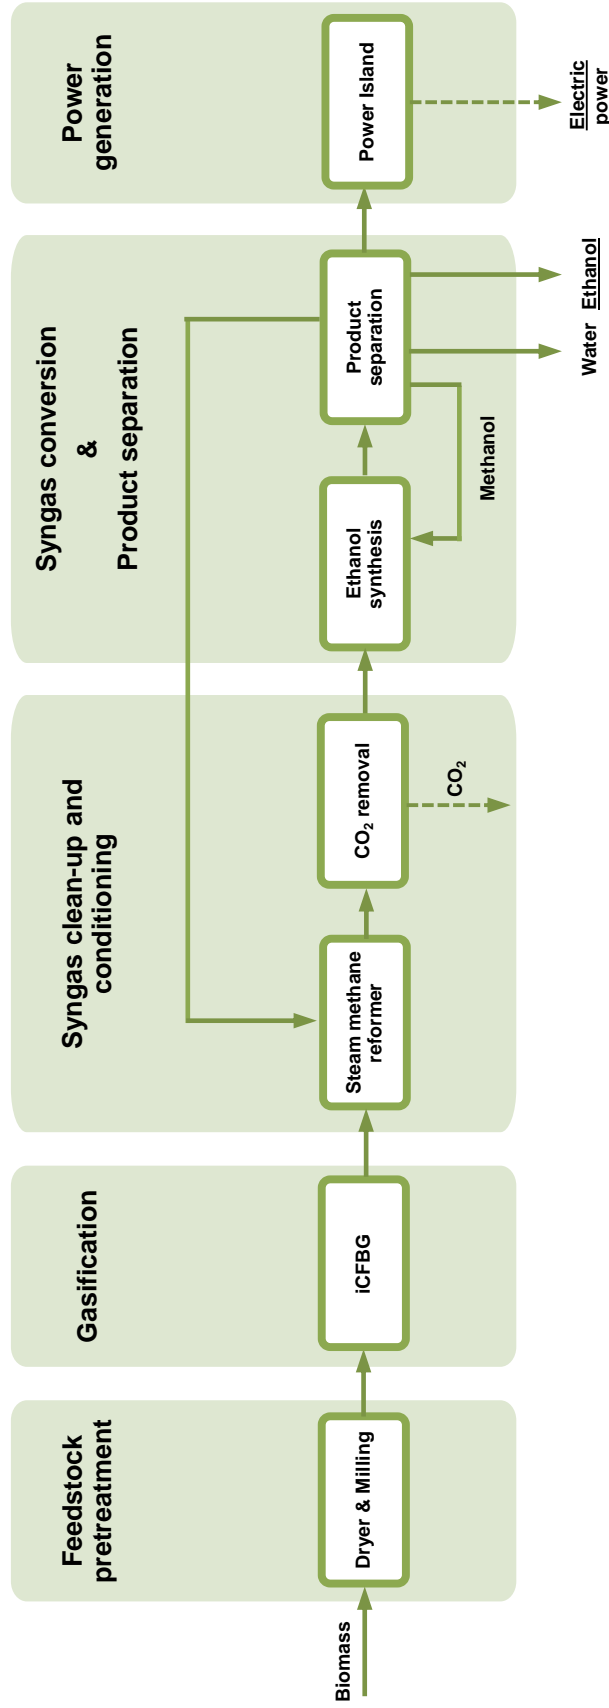 Biomass
Feedstock
pretreatment
Dryer & Milling
Gasification
iCFBG
Syngas clean-up and
conditioning
Steam methane
reformer
CO₂ removal
CO₂
Syngas conversion
&
Product separation
Ethanol
synthesis
Product
separation
Methanol
Water
Ethanol
Power
generation
Power Island
Electric
power